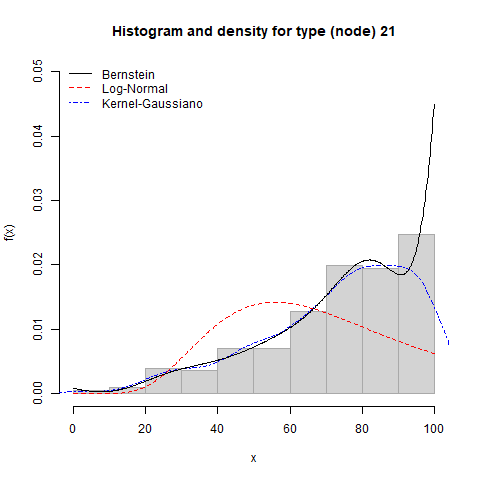 Histogram and density for type (node) 21
Bernstein
Log-Normal
Kernel-Gaussiano
0.05
0.04
0.03
0.02
0.01
0.00
f(x)
0 20 40 60 80 100
x